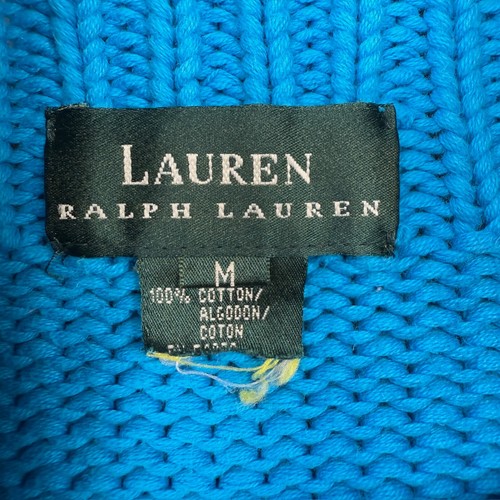 LAUREN
RALPH LAUREN
M
100% COTTON/
ALGODON/
COTON